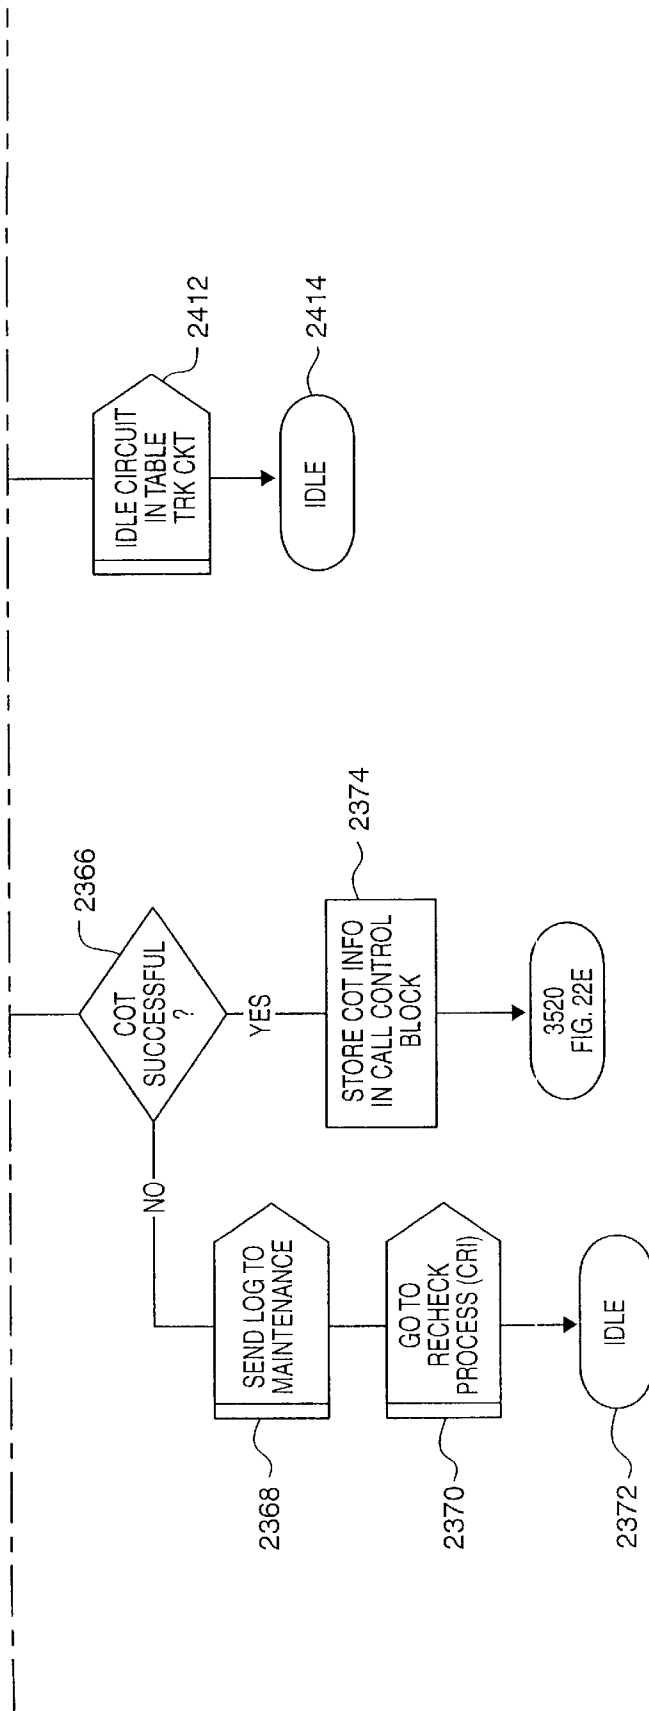 2366
COT
SUCCESSFUL
?
NO
YES
2368
SEND LOG TO
MAINTENANCE
2370
GO TO
RECHECK
PROCESS (CRI)
2372
IDLE
2374
STORE COT INFO
IN CALL CONTROL
BLOCK
3520
FIG. 22E
2412
IDLE CIRCUIT
IN TABLE
TRK CKT
2414
IDLE